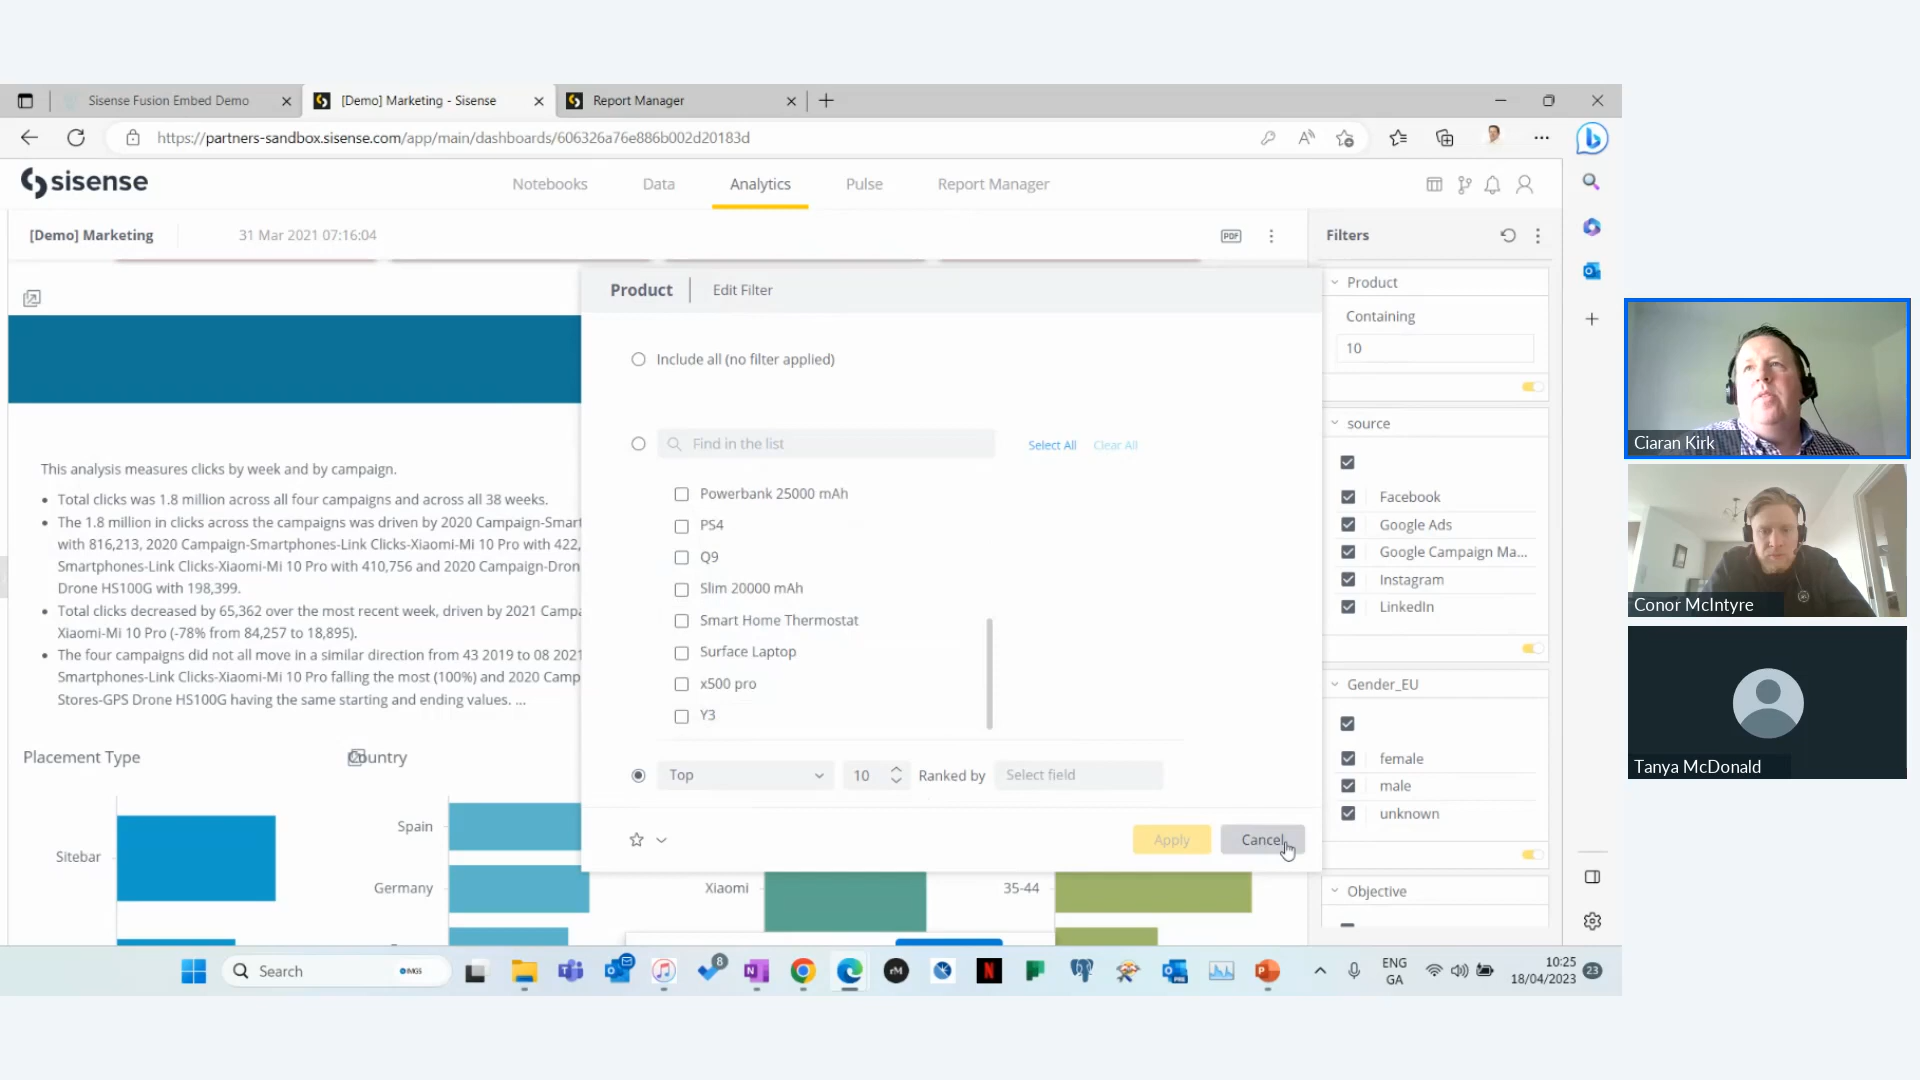 Sisense Fusion Embed Demo
[Demo] Marketing - Sisense
Report Manager
https://partners-sandbox.sisense.com/app/main/dashboards/606326a76e886b002d20183d
sisense
Notebooks
Data
Analytics
Pulse
Report Manager
[Demo] Marketing
31 Mar 2021 07:16:04
PDF
Filters
Product
Edit Filter
Include all (no filter applied)
Find in the list
Select All
Clear All
Powerbank 25000 mAh
PS4
Q9
Slim 20000 mAh
Smart Home Thermostat
Surface Laptop
x500 pro
Y3
Top
10
Ranked by
Select field
Apply
Cancel
This analysis measures clicks by week and by campaign.
Total clicks was 1.8 million across all four campaigns and across all 38 weeks.
The 1.8 million in clicks across the campaigns was driven by 2020 Campaign-Smart
with 816,213, 2020 Campaign-Smartphones-Link Clicks-Xiaomi-Mi 10 Pro with 422,
Smartphones-Link Clicks-Xiaomi-Mi 10 Pro with 410,756 and 2020 Campaign-Dron
Drone HS100G with 198,399.
Total clicks decreased by 65,362 over the most recent week, driven by 2021 Campa
Xiaomi-Mi 10 Pro (-78% from 84,257 to 18,895).
The four campaigns did not all move in a similar direction from 43 2019 to 08 2021
Smartphones-Link Clicks-Xiaomi-Mi 10 Pro falling the most (100%) and 2020 Camp
Stores-GPS Drone HS100G having the same starting and ending values. ...
Placement Type
Country
Sitebar
Spain
Germany
Xiaomi
35-44
Product
Containing
10
source
Facebook
Google Ads
Google Campaign Ma...
Instagram
LinkedIn
Gender_EU
female
male
unknown
Objective
Ciaran Kirk
Conor McIntyre
Tanya McDonald
Search
8
ENG
GA
10:25
18/04/2023
23